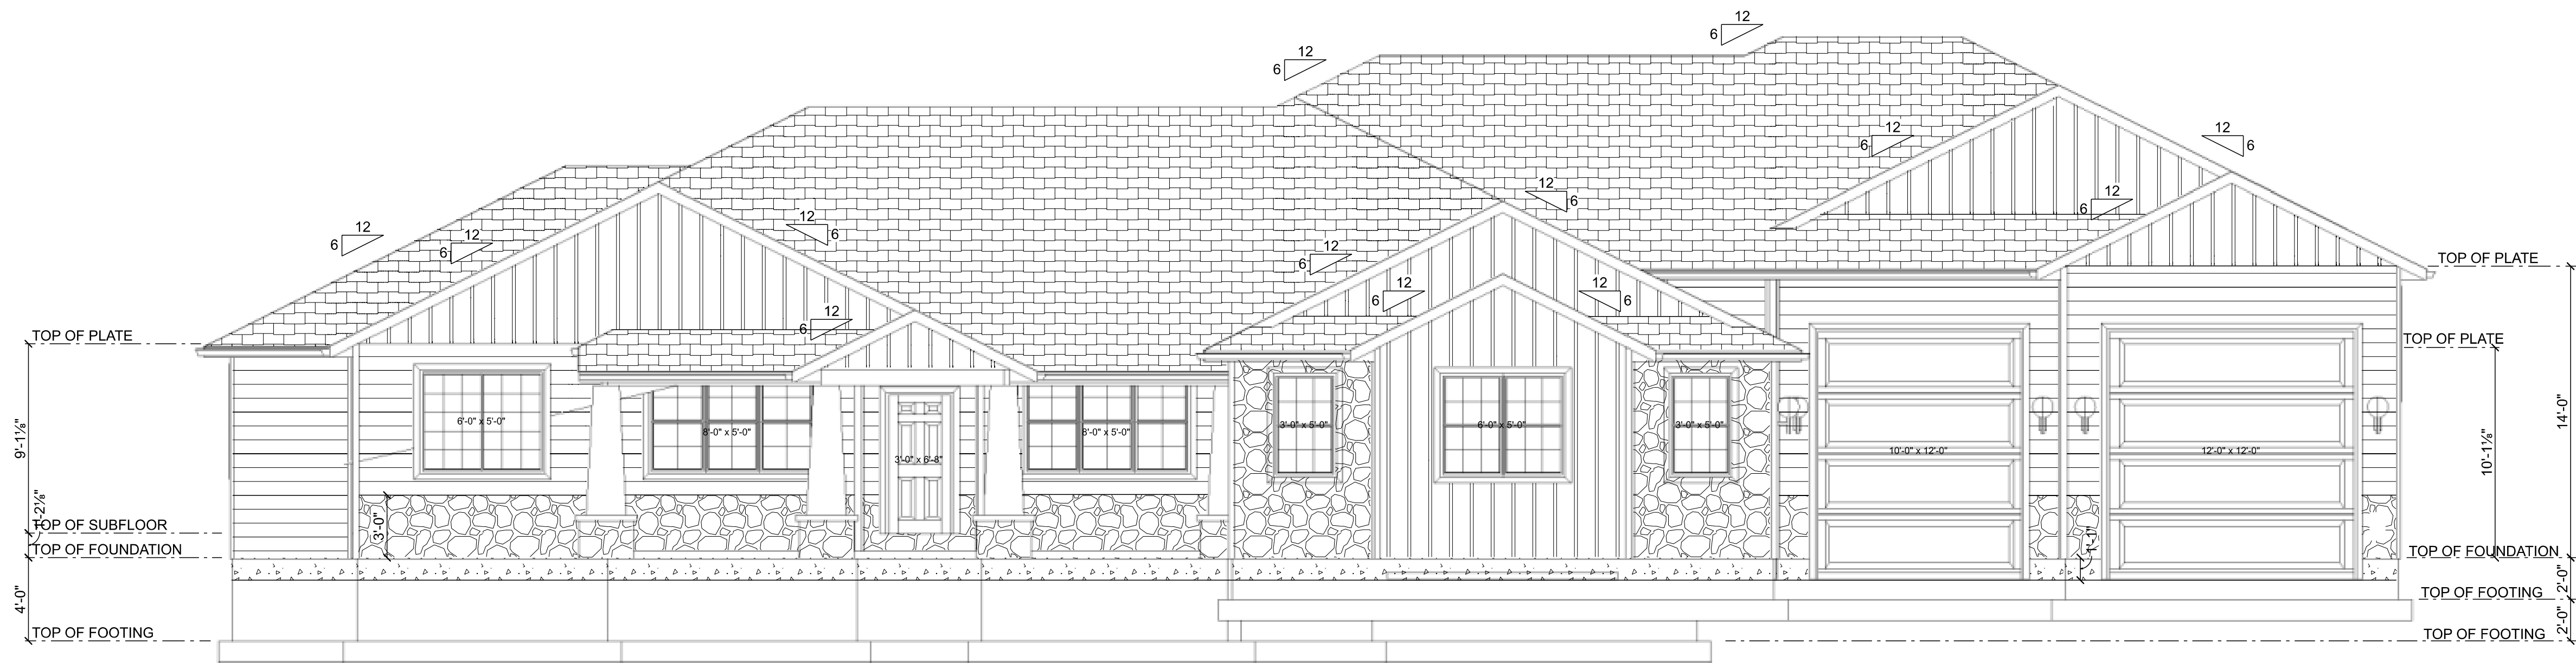 12
6
12
6
12
6
12
6
12
6
12
6
12
6
12
6
12
6
12
6
12
6
12
6
12
6
TOP OF PLATE
TOP OF SUBFLOOR
TOP OF FOUNDATION
TOP OF FOOTING
9'-1⅛"
1'-2⅛"
4'-0"
3'-0"
6'-0" x 5'-0"
8'-0" x 5'-0"
3'-0" x 6'-8"
8'-0" x 5'-0"
3'-0" x 5'-0"
6'-0" x 5'-0"
3'-0" x 5'-0"
10'-0" x 12'-0"
12'-0" x 12'-0"
1'-1"
TOP OF PLATE
TOP OF PLATE
TOP OF FOUNDATION
TOP OF FOOTING
TOP OF FOOTING
10'-1⅛"
14'-0"
2'-0"
2'-0"